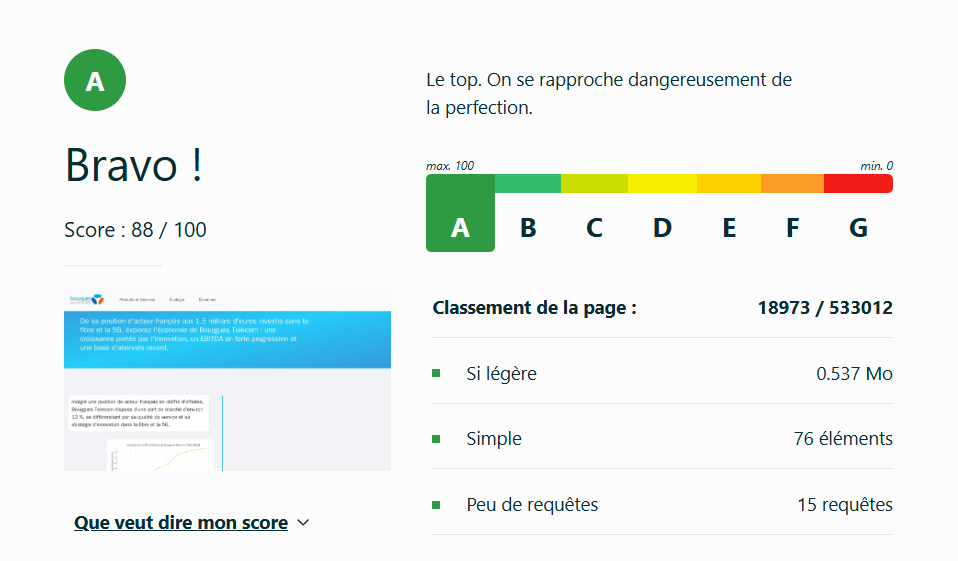 A
Bravo !
Score : 88 / 100
bouygues
Produits et Services Écologie Économie
De sa position d'acteur français aux 1,5 milliard d'euros investis dans la
fibre et la 5G, explorez l'économie de Bouygues Telecom : une
croissance portée par l'innovation, un EBITDA en forte progression et
une base d'abonnés record.
malgré une position de acteur français en chiffre d'affaires,
Bouygues Telecom dispose d'une part de marché d'environ
12 %, se différenciant par sa qualité de service et sa
stratégie d'innovation dans la fibre et la 5G.
Que veut dire mon score
Le top. On se rapproche dangereusement de
la perfection.
max. 100 min. 0
A B C D E F G
Classement de la page : 18973 / 533012
Si légère 0.537 Mo
Simple 76 éléments
Peu de requêtes 15 requêtes